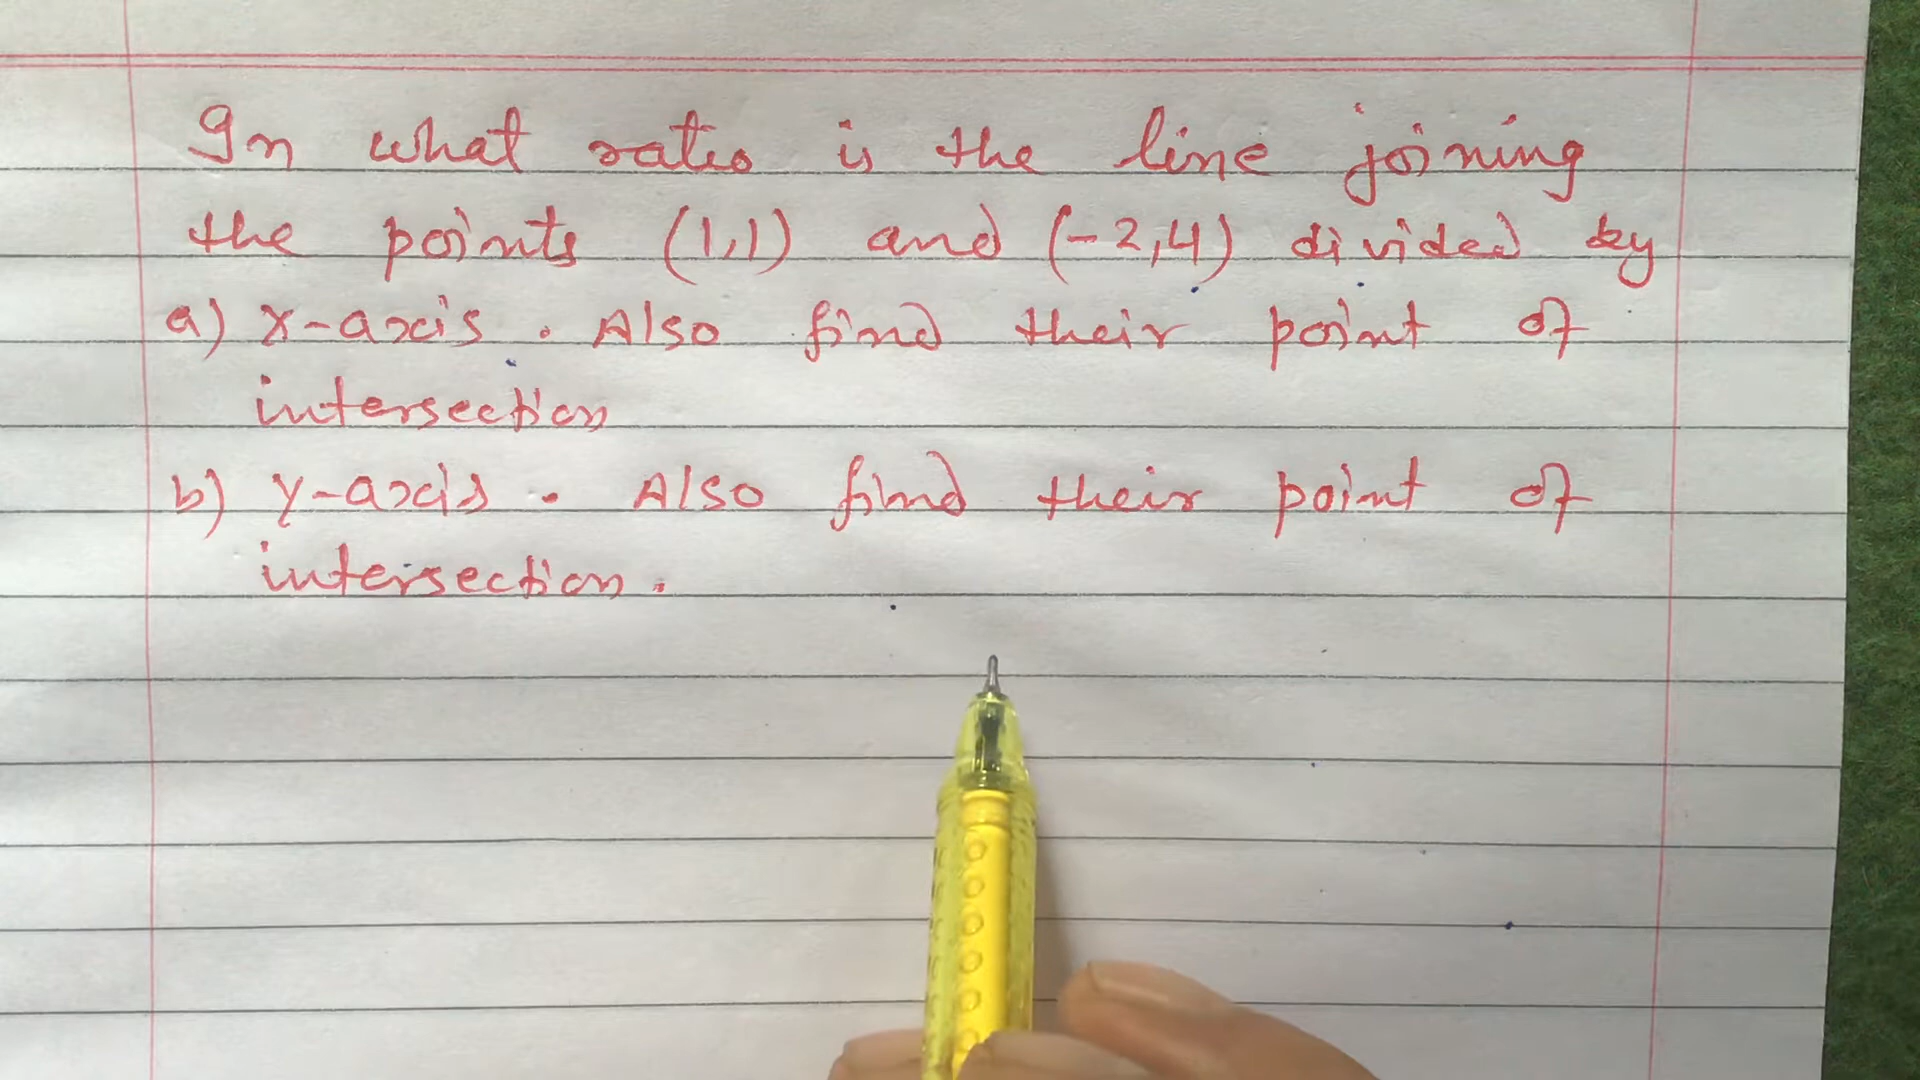 In what ratio is the line joining
the points (1,1) and (-2,4) divided by
a) x-axis. Also find their point of
intersection
b) y-axis. Also find their point of
intersection.